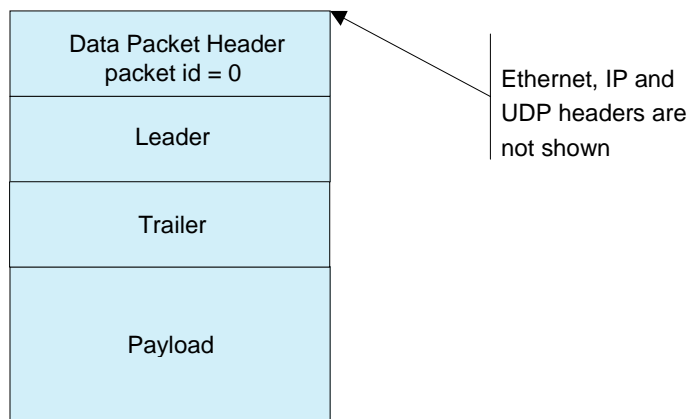 Data Packet Header
packet id = 0
Leader
Trailer
Payload
Ethernet, IP and
UDP headers are
not shown